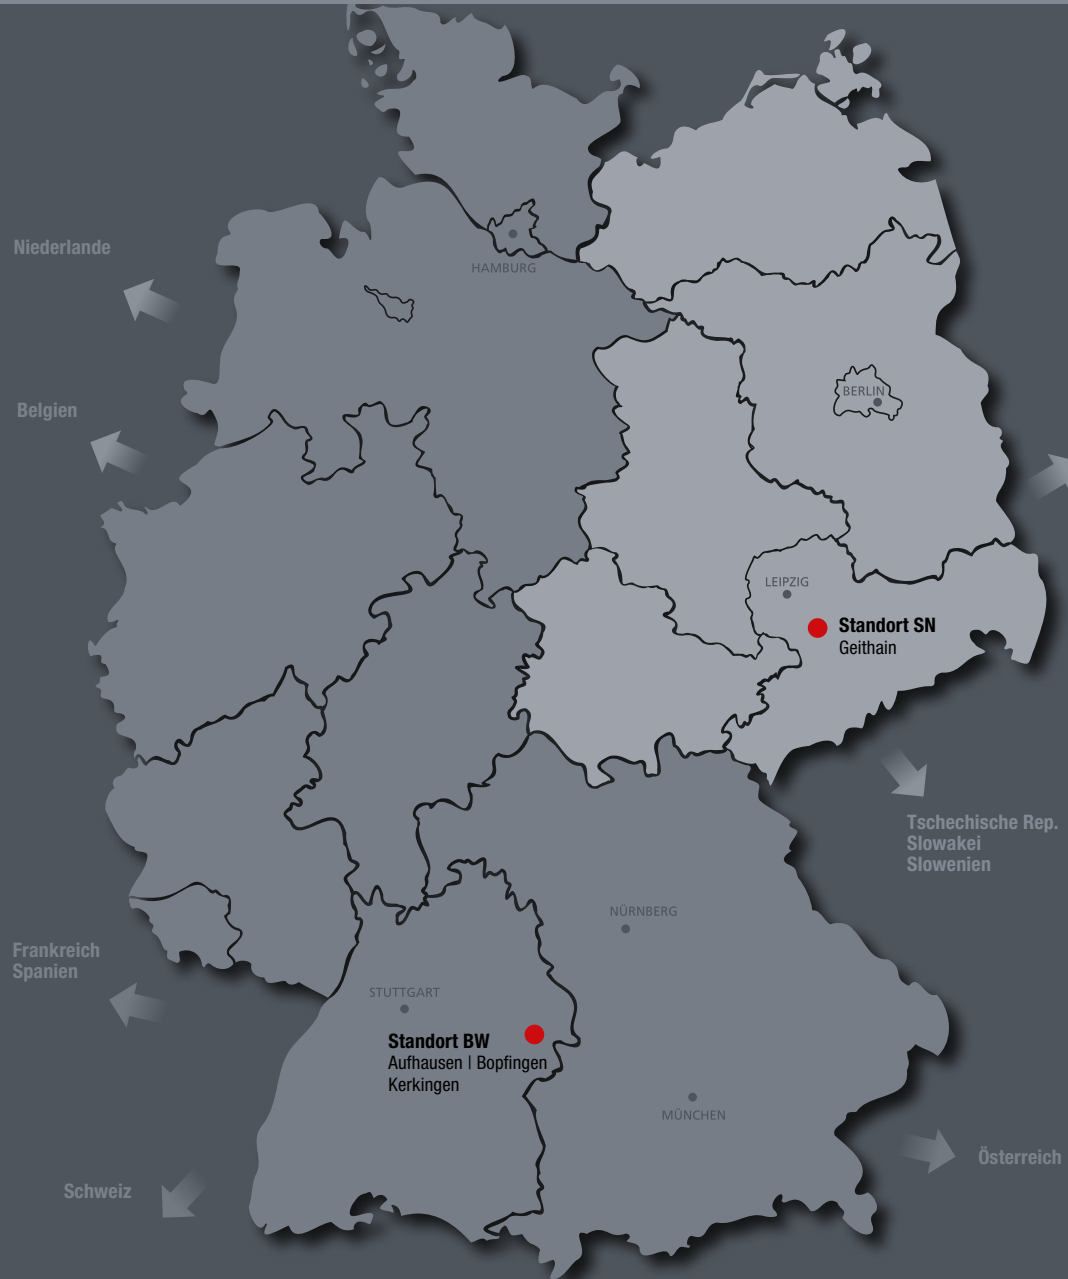 Niederlande
HAMBURG
Belgien
BERLIN
LEIPZIG
Standort SN
Geithain
Tschechische Rep.
Slowakei
Slowenien
NÜRNBERG
Frankreich
Spanien
STUTTGART
Standort BW
Aufhausen | Bopfingen
Kerkingen
MÜNCHEN
Österreich
Schweiz